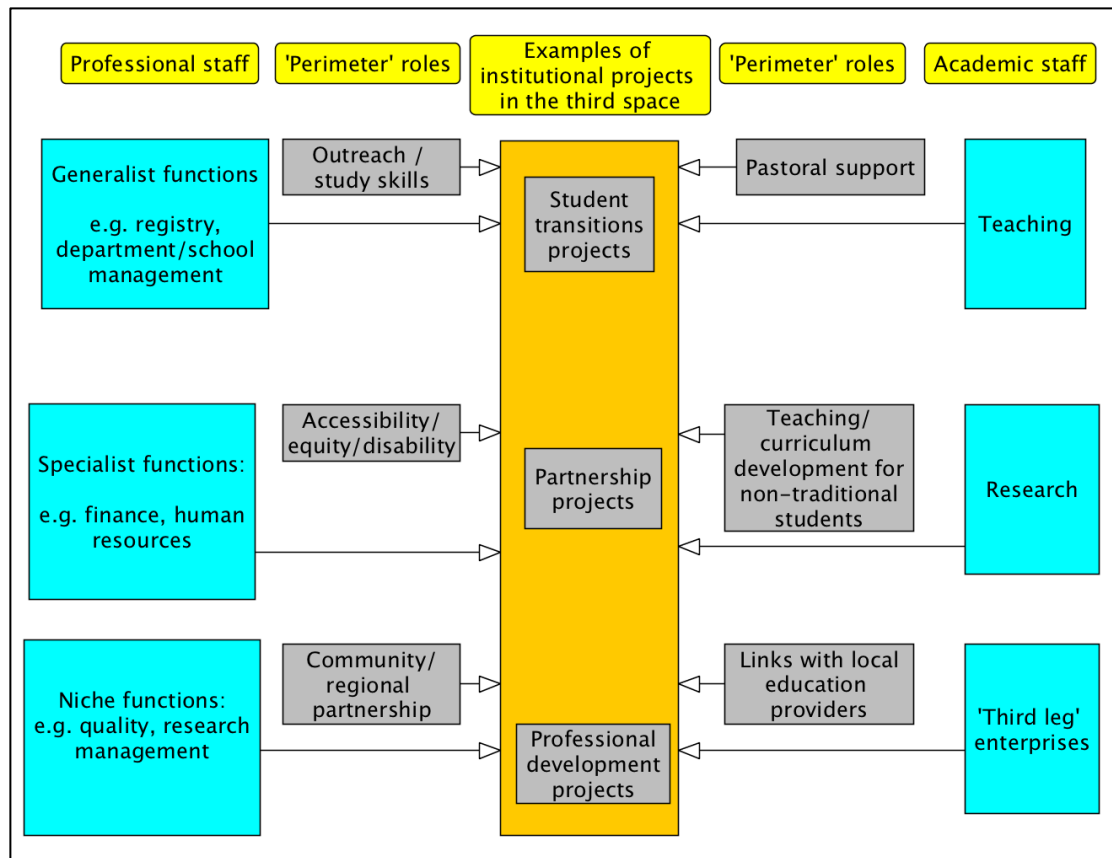 Professional staff
'Perimeter' roles
Examples of
institutional projects
in the third space
'Perimeter' roles
Academic staff
Generalist functions
e.g. registry,
department/school
management
Outreach /
study skills
Student
transitions
projects
Pastoral support
Teaching
Specialist functions:
e.g. finance, human
resources
Accessibility/
equity/disability
Partnership
projects
Teaching/
curriculum
development for
non-traditional
students
Research
Niche functions:
e.g. quality, research
management
Community/
regional
partnership
Professional
development
projects
Links with local
education
providers
'Third leg'
enterprises